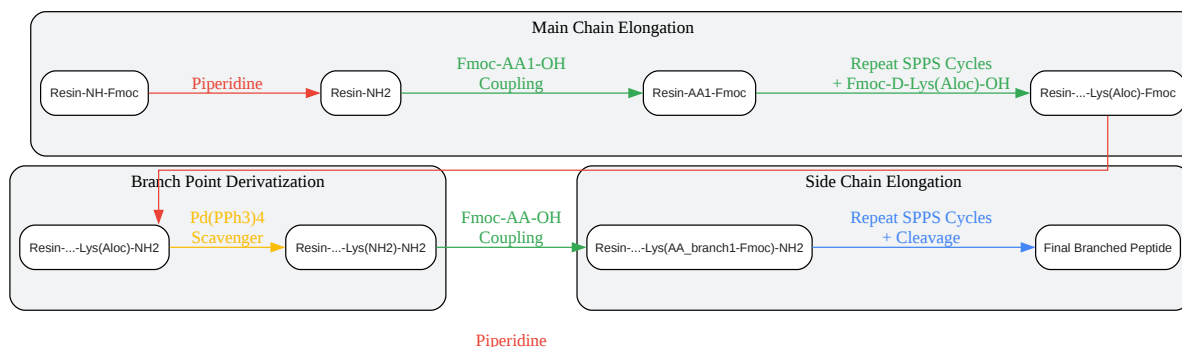 Main Chain Elongation
Resin-NH-Fmoc
Piperidine
Resin-NH2
Fmoc-AA1-OH
Coupling
Resin-AA1-Fmoc
Repeat SPPS Cycles
+ Fmoc-D-Lys(Aloc)-OH
Resin-...-Lys(Aloc)-Fmoc
Branch Point Derivatization
Resin-...-Lys(Aloc)-NH2
Pd(PPh3)4
Scavenger
Resin-...-Lys(NH2)-NH2
Fmoc-AA-OH
Coupling
Side Chain Elongation
Resin-...-Lys(AA_branch1-Fmoc)-NH2
Repeat SPPS Cycles
+ Cleavage
Final Branched Peptide
Piperidine